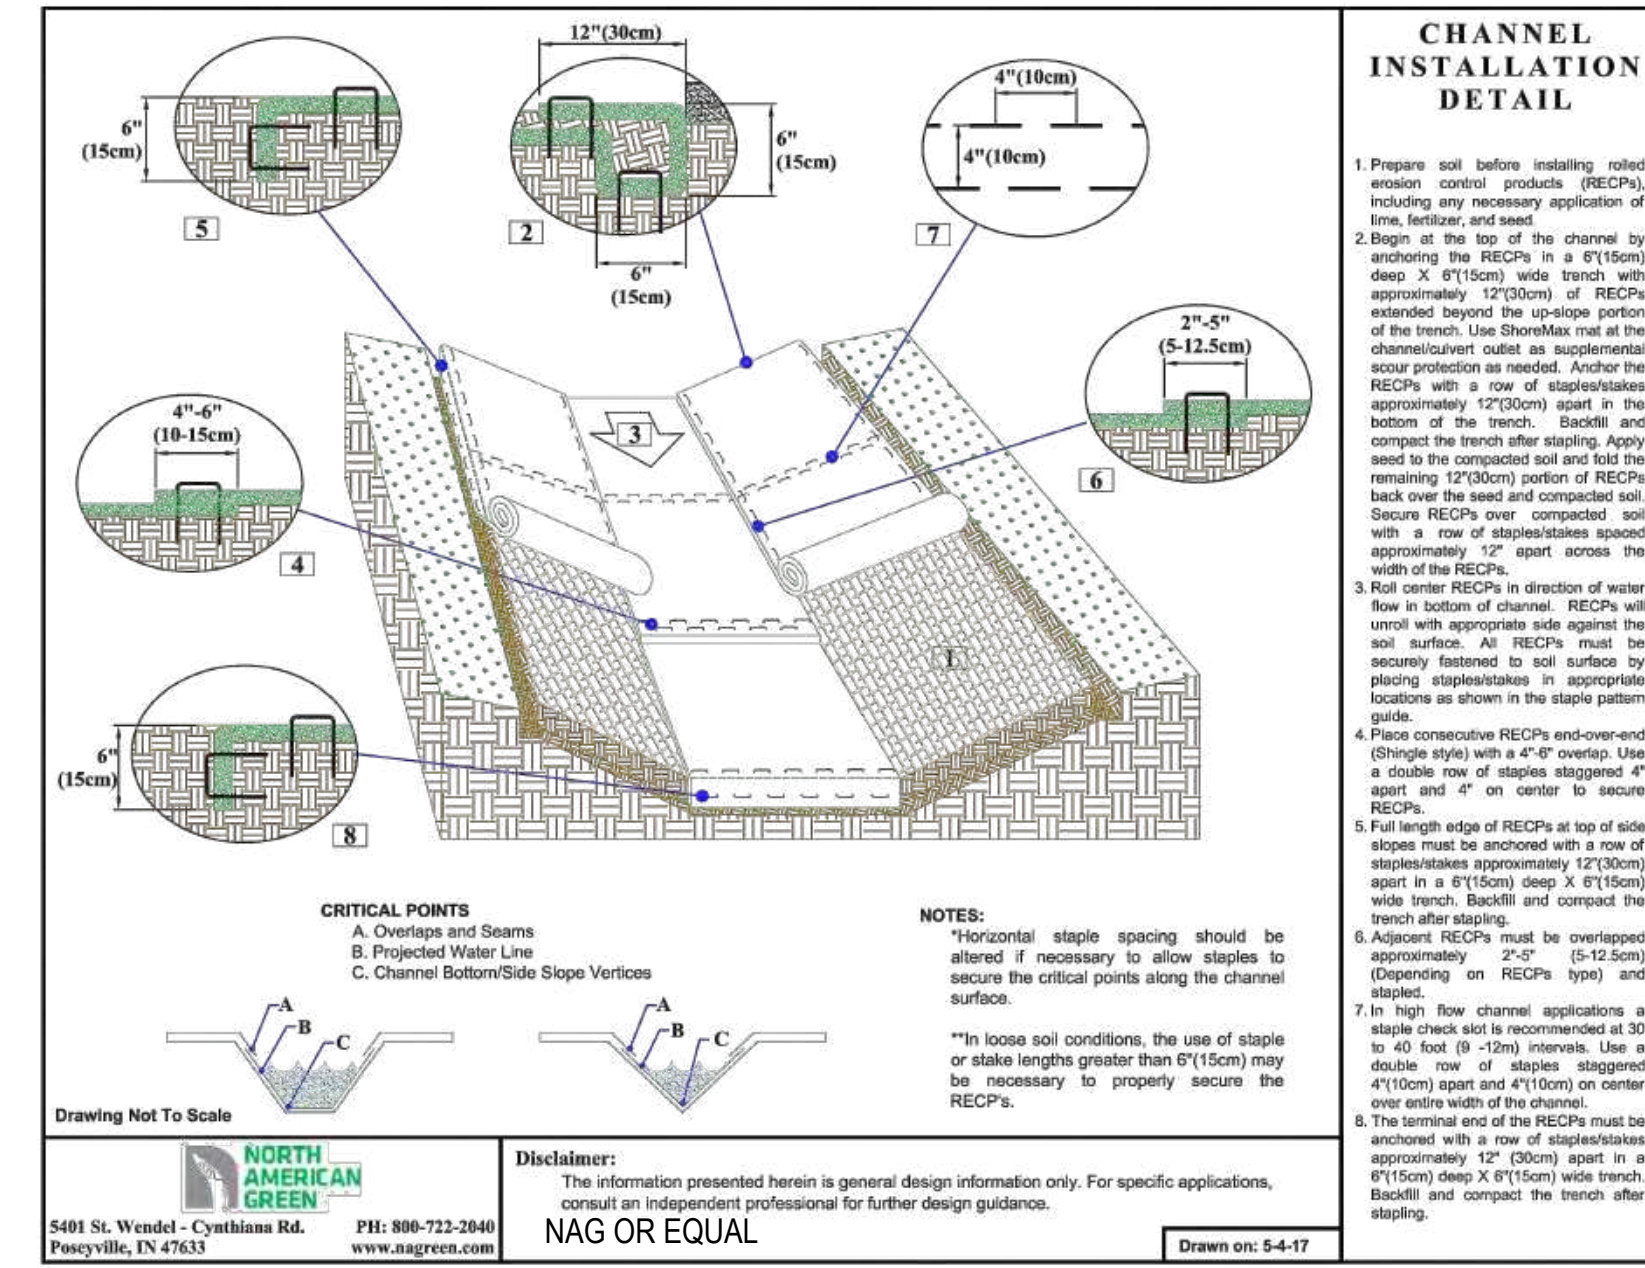 12"(30cm)
6"
(15cm)
5
2
6"
(15cm)
6"
(15cm)
4"(10cm)
4"(10cm)
7
2"-5"
(5-12.5cm)
6
4"-6"
(10-15cm)
4
3
1
6"
(15cm)
8
CRITICAL POINTS
A. Overlaps and Seams
B. Projected Water Line
C. Channel Bottom/Side Slope Vertices
A
B
C
A
B
C
Drawing Not To Scale
NOTES:
*Horizontal staple spacing should be
altered if necessary to allow staples to
secure the critical points along the channel
surface.
**In loose soil conditions, the use of staple
or stake lengths greater than 6"(15cm) may
be necessary to properly secure the
RECP's.
NORTH
AMERICAN
GREEN
5401 St. Wendel - Cynthiana Rd.
Poseyville, IN 47633
PH: 800-722-2040
www.nagreen.com
Disclaimer:
The information presented herein is general design information only. For specific applications,
consult an independent professional for further design guidance.
NAG OR EQUAL
Drawn on: 5-4-17
CHANNEL
INSTALLATION
DETAIL
1. Prepare soil before installing rolled
erosion control products (RECPs),
including any necessary application of
lime, fertilizer, and seed.
2. Begin at the top of the channel by
anchoring the RECPs in a 6"(15cm)
deep X 6"(15cm) wide trench with
approximately 12"(30cm) of RECPs
extended beyond the up-slope portion
of the trench. Use ShoreMax mat at the
channel/culvert outlet as supplemental
scour protection as needed. Anchor the
RECPs with a row of staples/stakes
approximately 12"(30cm) apart in the
bottom of the trench. Backfill and
compact the trench after stapling. Apply
seed to the compacted soil and fold the
remaining 12"(30cm) portion of RECPs
back over the seed and compacted soil.
Secure RECPs over compacted soil
with a row of staples/stakes spaced
approximately 12" apart across the
width of the RECPs.
3. Roll center RECPs in direction of water
flow in bottom of channel. RECPs will
unroll with appropriate side against the
soil surface. All RECPs must be
securely fastened to soil surface by
placing staples/stakes in appropriate
locations as shown in the staple pattern
guide.
4. Place consecutive RECPs end-over-end
(Shingle style) with a 4"-6" overlap. Use
a double row of staples staggered 4"
apart and 4" on center to secure
RECPs.
5. Full length edge of RECPs at top of side
slopes must be anchored with a row of
staples/stakes approximately 12"(30cm)
apart in a 6"(15cm) deep X 6"(15cm)
wide trench. Backfill and compact the
trench after stapling.
6. Adjacent RECPs must be overlapped
approximately 2"-5" (5-12.5cm)
(Depending on RECPs type) and
stapled.
7. In high flow channel applications a
staple check slot is recommended at 30
to 40 foot (9 -12m) intervals. Use a
double row of staples staggered
4"(10cm) apart and 4"(10cm) on center
over entire width of the channel.
8. The terminal end of the RECPs must be
anchored with a row of staples/stakes
approximately 12" (30cm) apart in a
6"(15cm) deep X 6"(15cm) wide trench.
Backfill and compact the trench after
stapling.